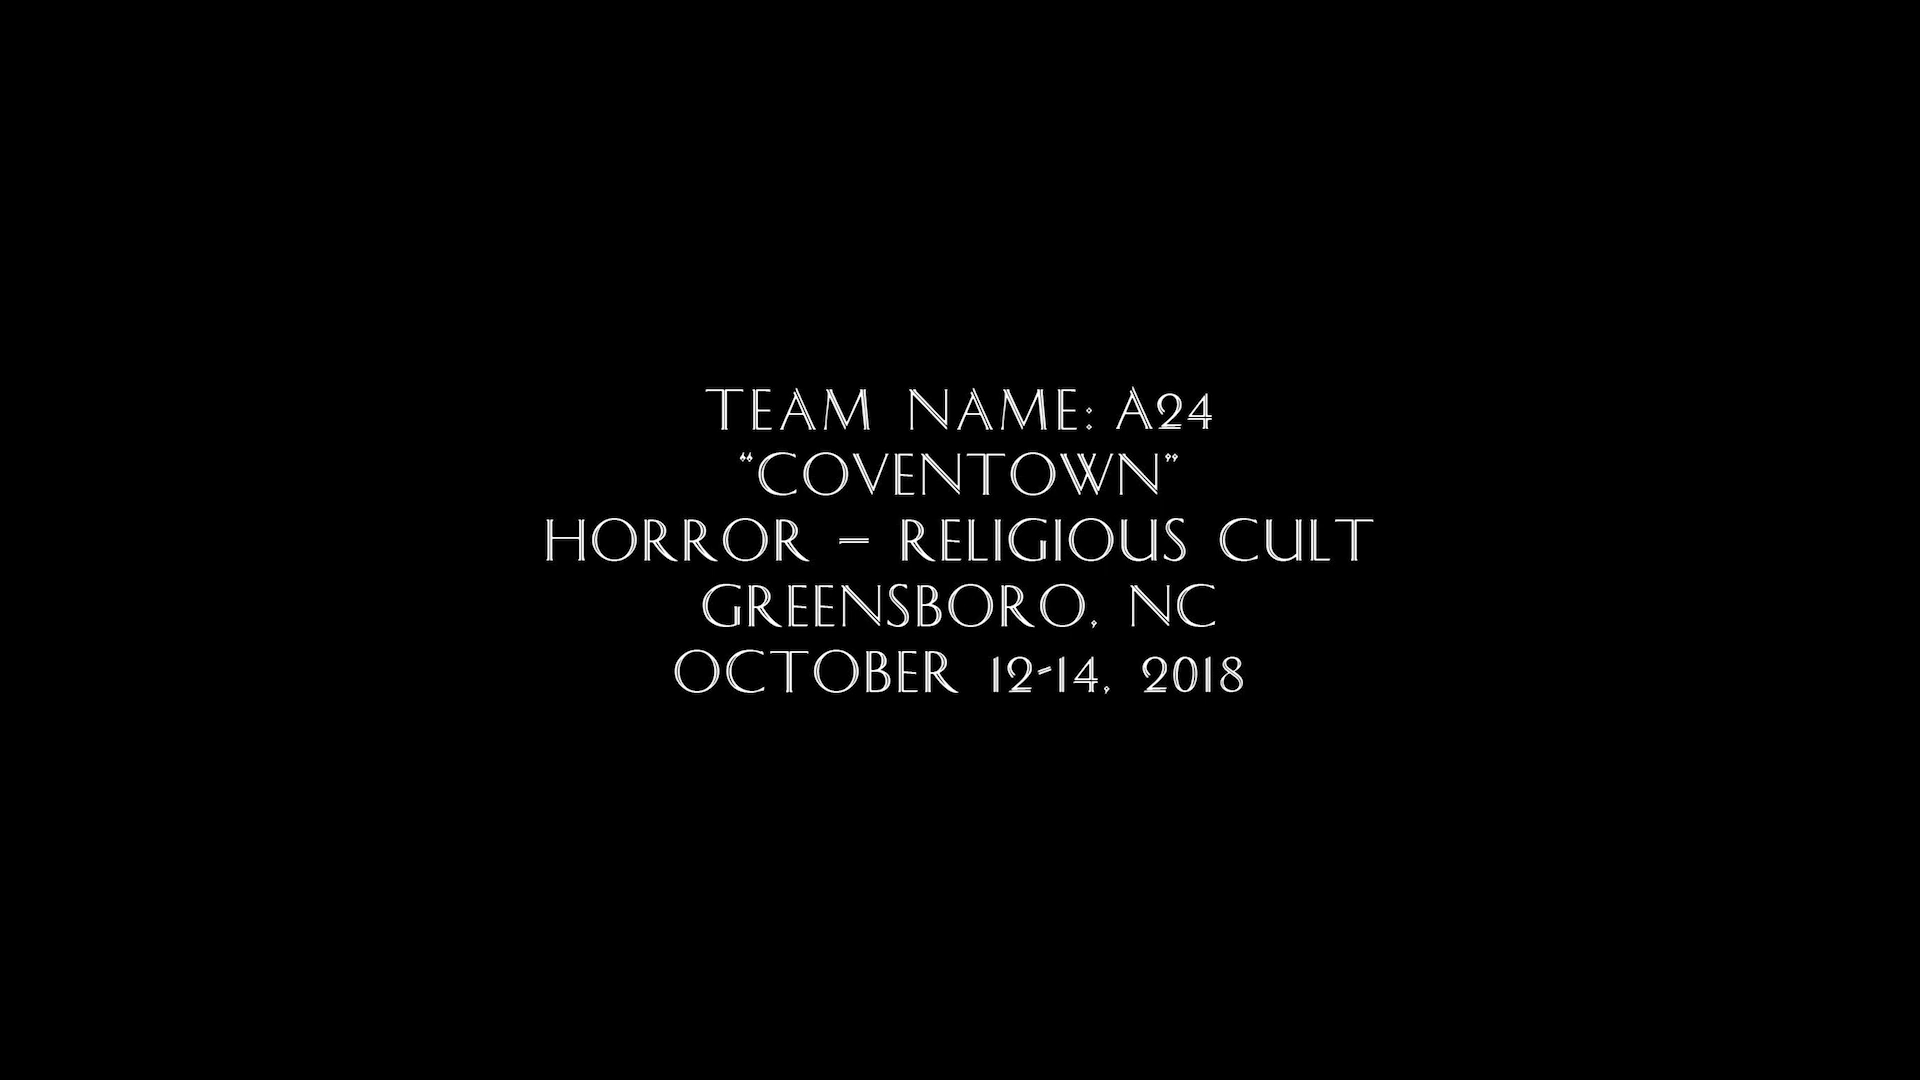 TEAM NAME: A24
“COVENTOWN”
HORROR – RELIGIOUS CULT
GREENSBORO, NC
OCTOBER 12-14, 2018